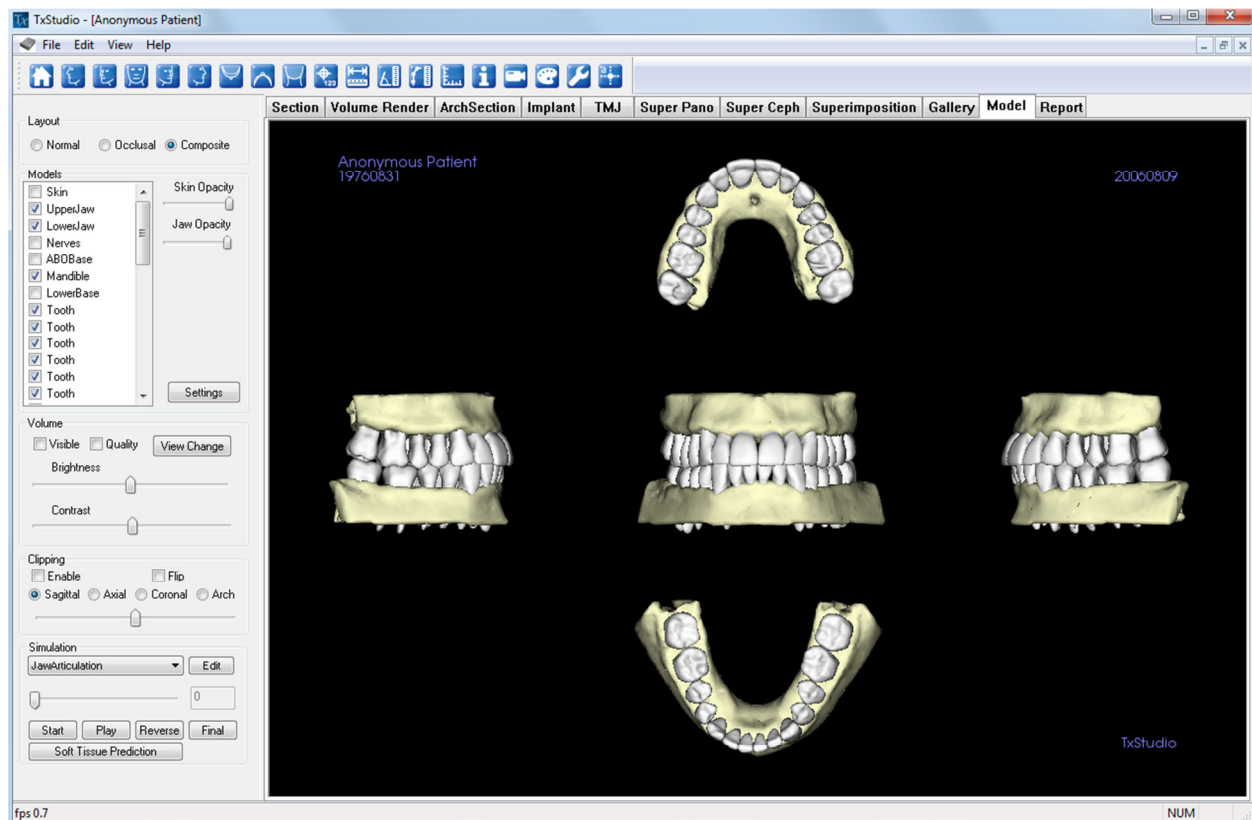 TxStudio - [Anonymous Patient]
File Edit View Help
123
Section Volume Render ArchSection Implant TMJ Super Pano Super Ceph Superimposition Gallery Model Report
Layout
Normal Occlusal Composite
Models
Skin
UpperJaw
LowerJaw
Nerves
ABOBase
Mandible
LowerBase
Tooth
Tooth
Tooth
Tooth
Tooth
Tooth
Skin Opacity
Jaw Opacity
Settings
Volume
Visible Quality View Change
Brightness
Contrast
Clipping
Enable Flip
Sagittal Axial Coronal Arch
Simulation
JawArticulation Edit
0
Start Play Reverse Final
Soft Tissue Prediction
Anonymous Patient
19760831
20060809
TxStudio
fps 0.7
NUM